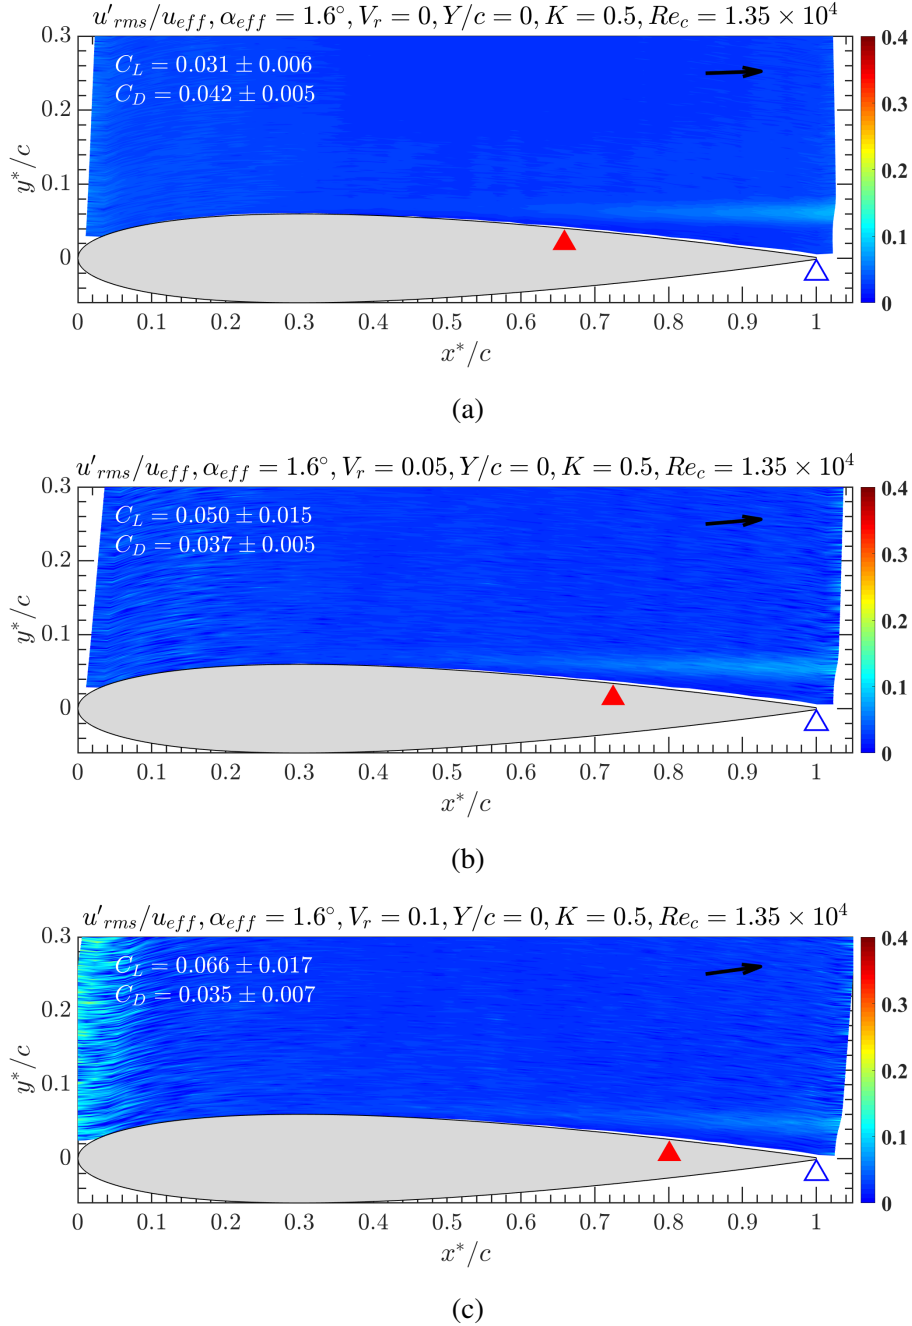 u'rms/ueff, αeff = 1.6°, Vr = 0, Y/c = 0, K = 0.5, Rec = 1.35 × 10^4
CL = 0.031 ± 0.006
CD = 0.042 ± 0.005
0.3
0.2
0.1
0
y*/c
0 0.1 0.2 0.3 0.4 0.5 0.6 0.7 0.8 0.9 1
x*/c
0.4
0.3
0.2
0.1
0
(a)
u'rms/ueff, αeff = 1.6°, Vr = 0.05, Y/c = 0, K = 0.5, Rec = 1.35 × 10^4
CL = 0.050 ± 0.015
CD = 0.037 ± 0.005
0.3
0.2
0.1
0
y*/c
0 0.1 0.2 0.3 0.4 0.5 0.6 0.7 0.8 0.9 1
x*/c
0.4
0.3
0.2
0.1
0
(b)
u'rms/ueff, αeff = 1.6°, Vr = 0.1, Y/c = 0, K = 0.5, Rec = 1.35 × 10^4
CL = 0.066 ± 0.017
CD = 0.035 ± 0.007
0.3
0.2
0.1
0
y*/c
0 0.1 0.2 0.3 0.4 0.5 0.6 0.7 0.8 0.9 1
x*/c
0.4
0.3
0.2
0.1
0
(c)